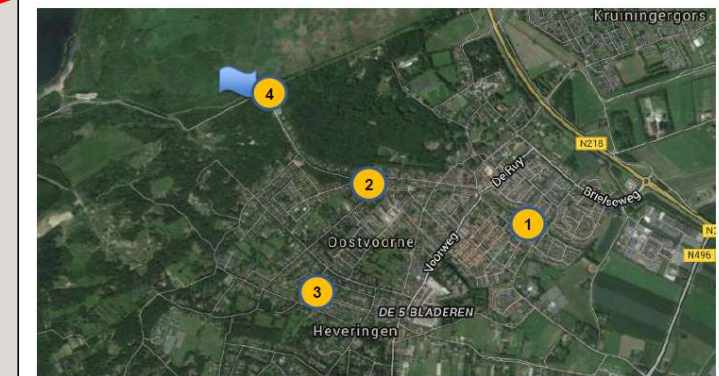 Kruiningergors
4
N218
2
De Ruy
Brielseweg
1
Oostvoorne
Voorweg
N496
3
DE 5 BLADEREN
Heveringen